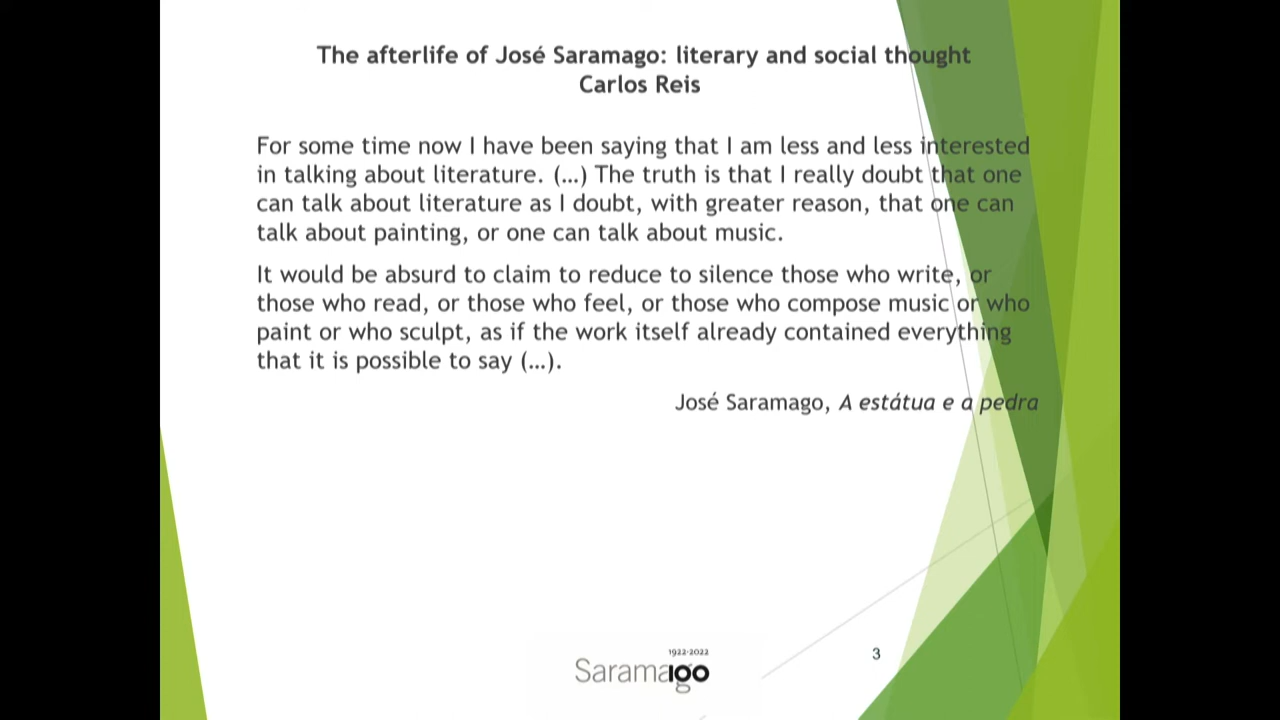 The afterlife of José Saramago: literary and social thought
Carlos Reis
For some time now I have been saying that I am less and less interested
in talking about literature. (…) The truth is that I really doubt that one
can talk about literature as I doubt, with greater reason, that one can
talk about painting, or one can talk about music.
It would be absurd to claim to reduce to silence those who write, or
those who read, or those who feel, or those who compose music or who
paint or who sculpt, as if the work itself already contained everything
that it is possible to say (…).
José Saramago, A estátua e a pedra
1922-2022
Saramago
3